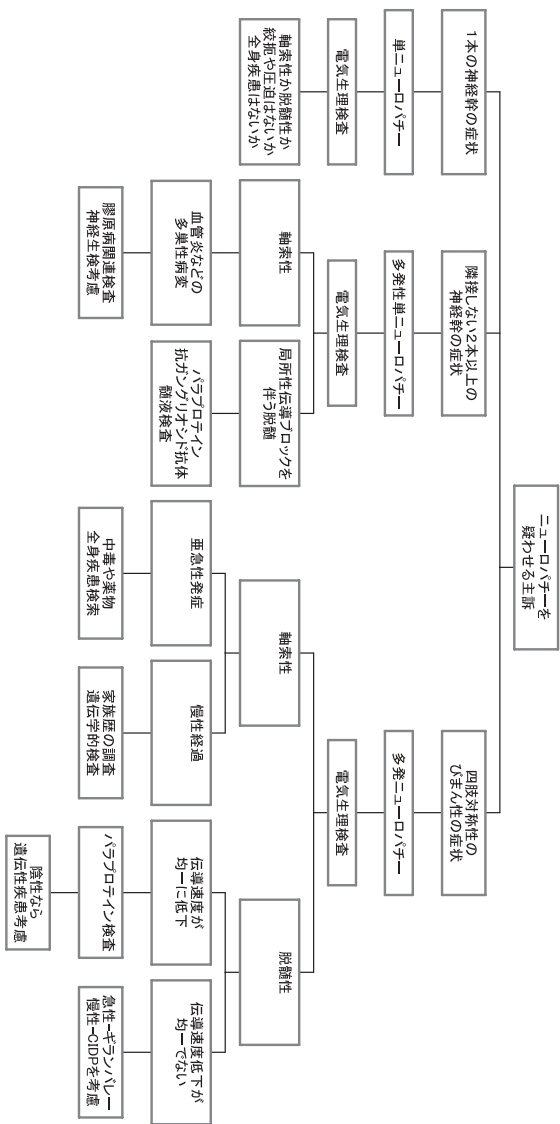 ニューロパチーを
疑わせる主訴
1本の神経幹の症状
隣接しない2本以上の
神経幹の症状
四肢対称性の
びまん性の症状
単ニューロパチー
多発性単ニューロパチー
多発ニューロパチー
電気生理検査
電気生理検査
電気生理検査
軸索性か脱髄性か
絞扼や圧迫はないか
全身疾患はないか
軸索性
局所性伝導ブロックを
伴う脱髄
軸索性
脱髄性
血管炎などの
多巣性病変
パラプロテイン
抗ガングリオシド抗体
髄液検査
亜急性発症
慢性経過
伝導速度が
均一に低下
伝導速度低下が
均一でない
膠原病関連検査
神経生検考慮
中毒や薬物
全身疾患検索
家族歴の調査
遺伝学的検査
パラプロテイン検査
急性-ギランバレー
慢性-CIDPを考慮
陰性なら
遺伝性疾患考慮